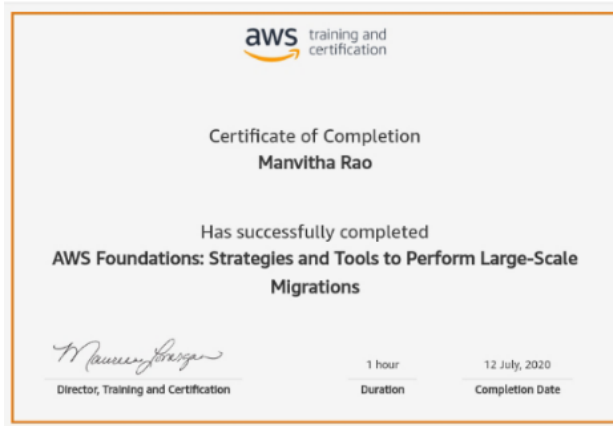 aws training and
certification
Certificate of Completion
Manvitha Rao
Has successfully completed
AWS Foundations: Strategies and Tools to Perform Large-Scale
Migrations
1 hour
12 July, 2020
Director, Training and Certification
Duration
Completion Date